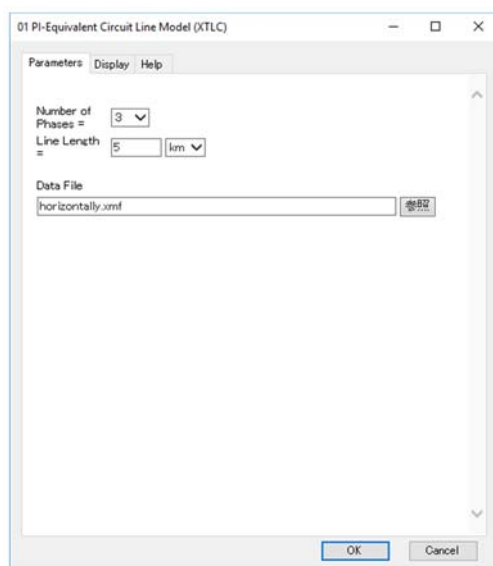 01 PI-Equivalent Circuit Line Model (XTLC)
Parameters Display Help
Number of
Phases = 3
Line Length
= 5 km
Data File
horizontally.xmf 参照
OK Cancel